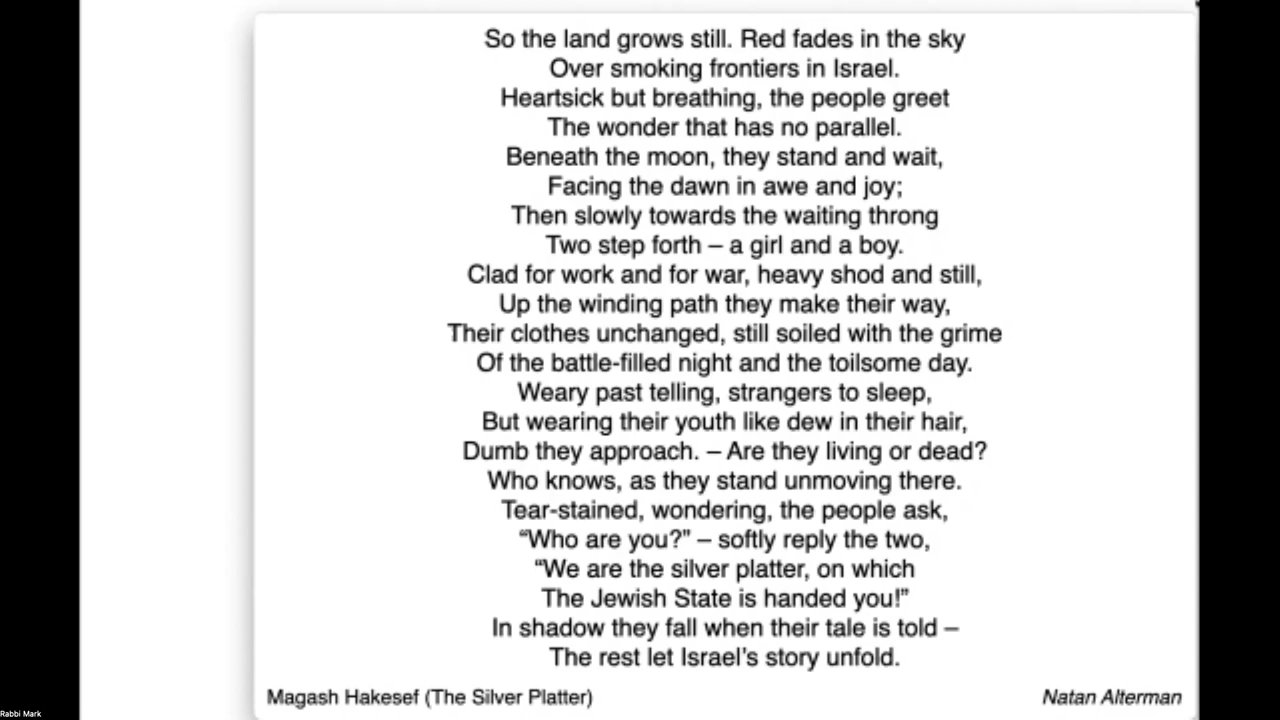 So the land grows still. Red fades in the sky
Over smoking frontiers in Israel.
Heartsick but breathing, the people greet
The wonder that has no parallel.
Beneath the moon, they stand and wait,
Facing the dawn in awe and joy;
Then slowly towards the waiting throng
Two step forth – a girl and a boy.
Clad for work and for war, heavy shod and still,
Up the winding path they make their way,
Their clothes unchanged, still soiled with the grime
Of the battle-filled night and the toilsome day.
Weary past telling, strangers to sleep,
But wearing their youth like dew in their hair,
Dumb they approach. – Are they living or dead?
Who knows, as they stand unmoving there.
Tear-stained, wondering, the people ask,
“Who are you?” – softly reply the two,
“We are the silver platter, on which
The Jewish State is handed you!”
In shadow they fall when their tale is told –
The rest let Israel’s story unfold.
Magash Hakesef (The Silver Platter) Natan Alterman
Rabbi Mark